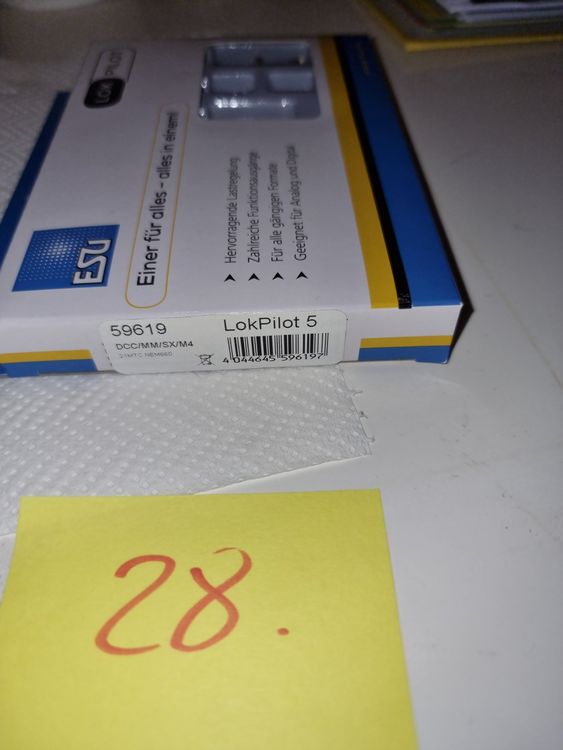 LOK PILOT
Einer für alles – alles in einem!
ESU
Hervorragende Lastregelung
Zahlreiche Funktionsausgänge
Für alle gängigen Formate
Geeignet für Analog und Digital
59619
LokPilot 5
DCC/MM/SX/M4
21MTC NEM660
4 044645 596197
28.